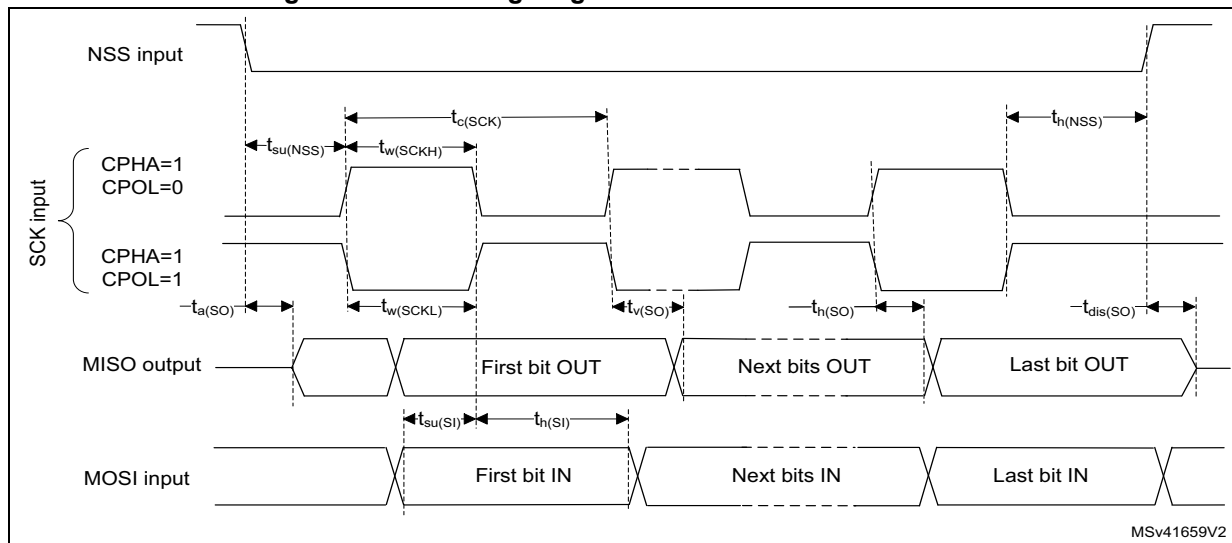 NSS input
tc(SCK)
th(NSS)
tsu(NSS)
tw(SCKH)
CPHA=1
CPOL=0
SCK input
CPHA=1
CPOL=1
ta(SO)
tw(SCKL)
tv(SO)
th(SO)
tdis(SO)
MISO output
First bit OUT
Next bits OUT
Last bit OUT
tsu(SI)
th(SI)
MOSI input
First bit IN
Next bits IN
Last bit IN
MSv41659V2